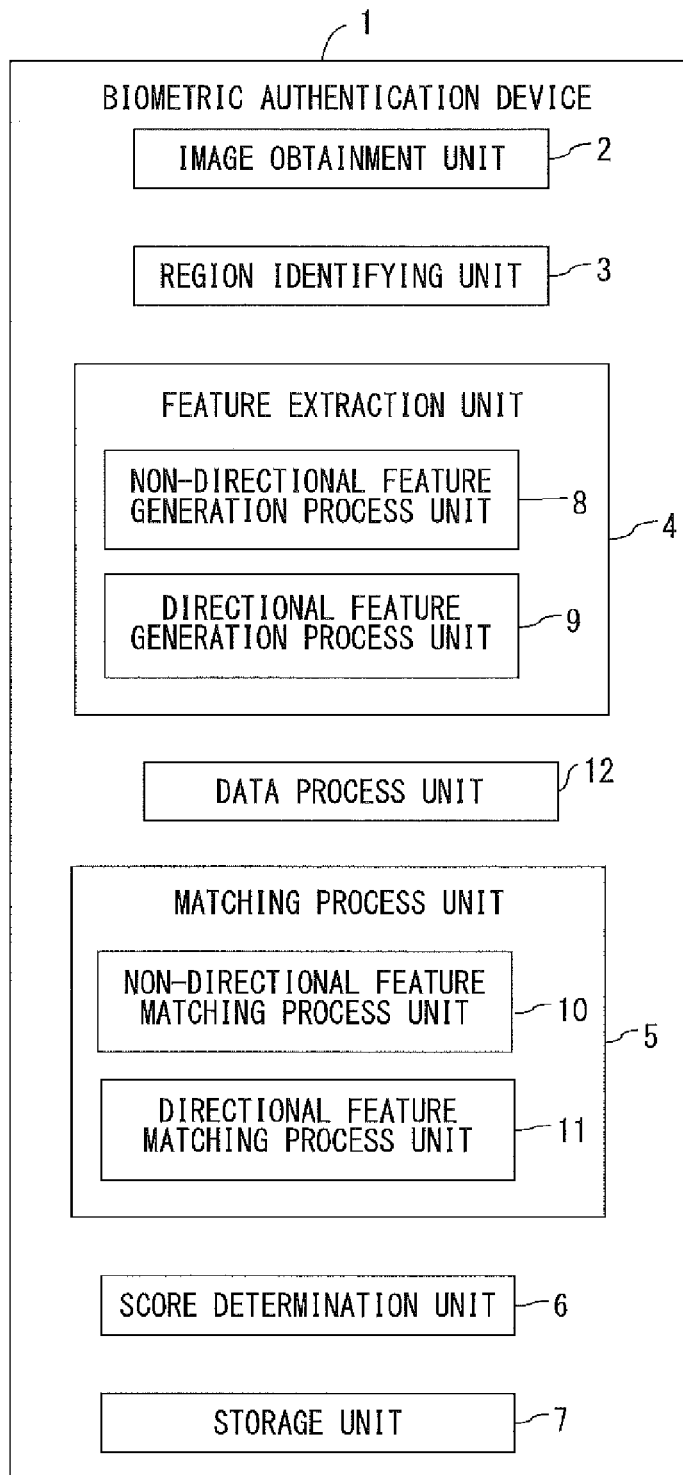 1
BIOMETRIC AUTHENTICATION DEVICE
IMAGE OBTAINMENT UNIT
2
REGION IDENTIFYING UNIT
3
FEATURE EXTRACTION UNIT
NON-DIRECTIONAL FEATURE
GENERATION PROCESS UNIT
8
4
DIRECTIONAL FEATURE
GENERATION PROCESS UNIT
9
DATA PROCESS UNIT
12
MATCHING PROCESS UNIT
NON-DIRECTIONAL FEATURE
MATCHING PROCESS UNIT
10
5
DIRECTIONAL FEATURE
MATCHING PROCESS UNIT
11
SCORE DETERMINATION UNIT
6
STORAGE UNIT
7